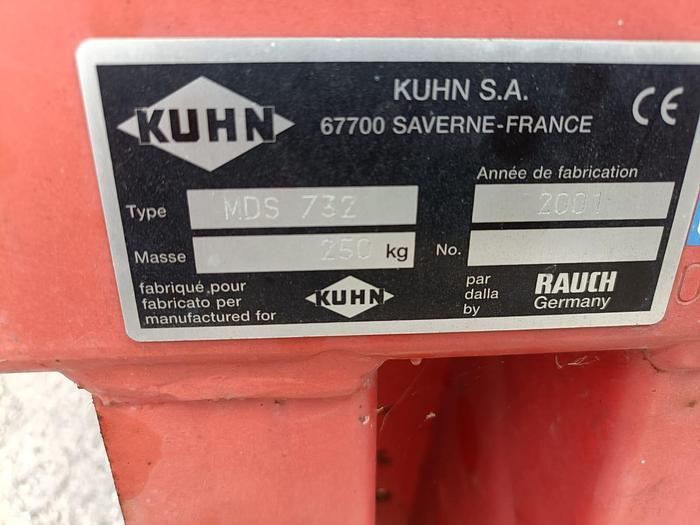 KUHN
KUHN S.A.
67700 SAVERNE-FRANCE
CE
Année de fabrication
Type MDS 732
2001
Masse 250 kg
No.
fabriqué pour
fabricato per
manufactured for
KUHN
par
dalla
by
RAUCH
Germany